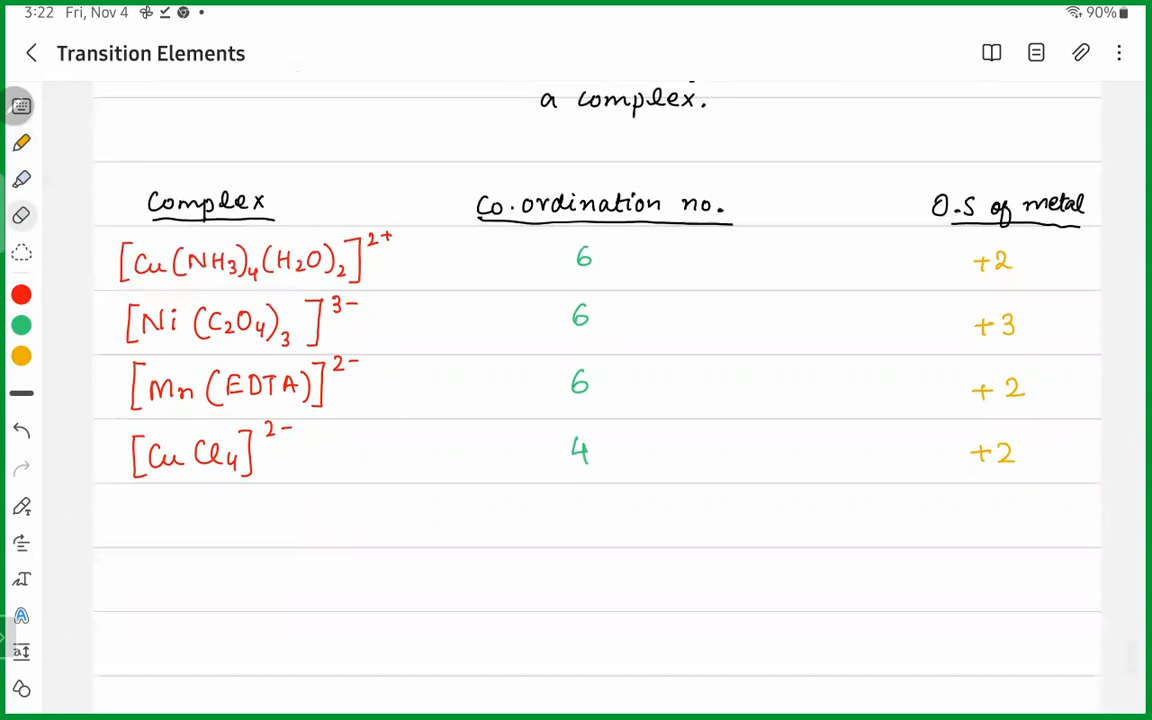 3:22 Fri, Nov 4 90%
Transition Elements
a complex.
Complex Co.ordination no. O.S of metal
[Cu(NH₃)₄(H₂O)₂]²⁺ 6 +2
[Ni(C₂O₄)₃]³⁻ 6 +3
[Mn(EDTA)]²⁻ 6 +2
[CuCl₄]²⁻ 4 +2